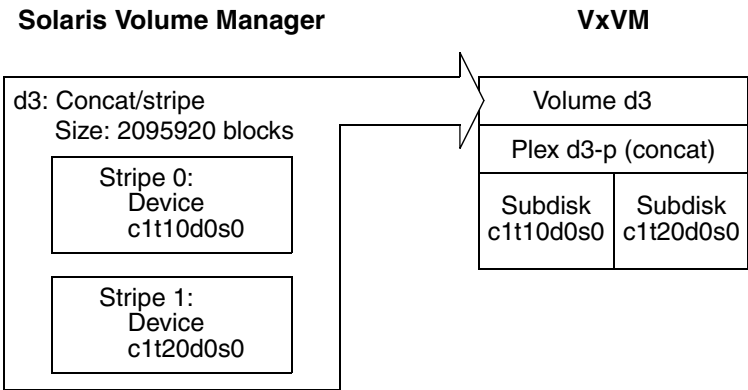 Solaris Volume Manager
VxVM
d3: Concat/stripe
Size: 2095920 blocks
Stripe 0:
Device
c1t10d0s0
Stripe 1:
Device
c1t20d0s0
Volume d3
Plex d3-p (concat)
Subdisk
c1t10d0s0
Subdisk
c1t20d0s0